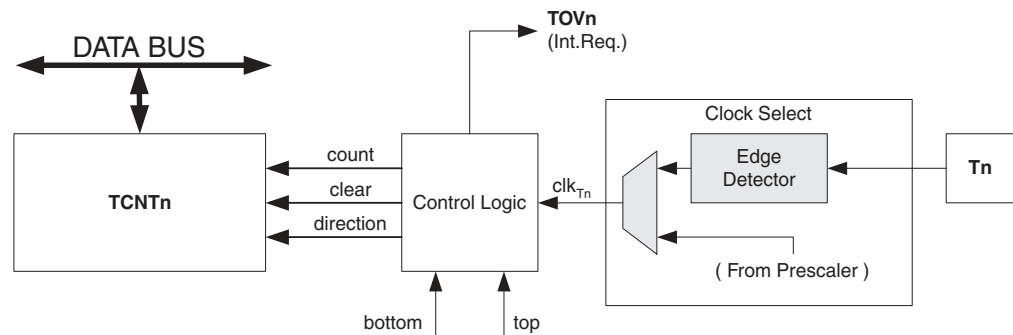 TOVn
(Int.Req.)
DATA BUS
Clock Select
count
Edge
Detector
Tn
TCNTn
clear
Control Logic
clkTn
direction
( From Prescaler )
bottom
top